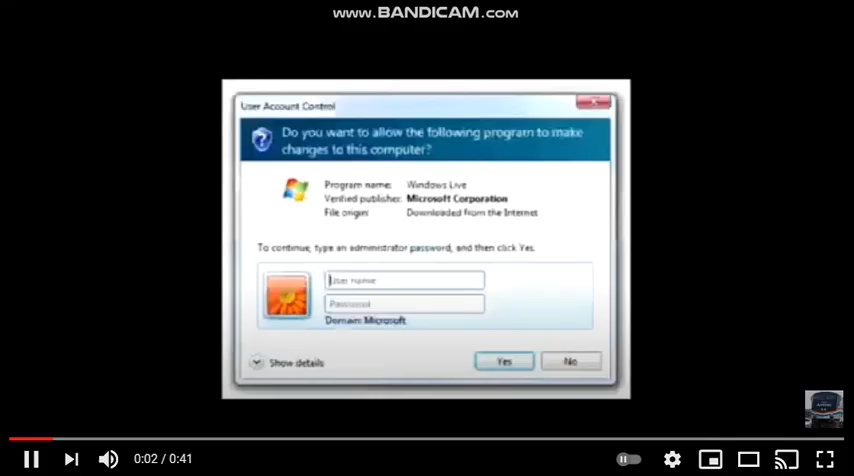 www.BANDICAM.com
User Account Control
Do you want to allow the following program to make
changes to this computer?
Program name: Windows Live
Verified publisher: Microsoft Corporation
File origin: Downloaded from the Internet
To continue, type an administrator password, and then click Yes.
User name
Password
Domain: Microsoft
Show details
Yes
No
0:02 / 0:41